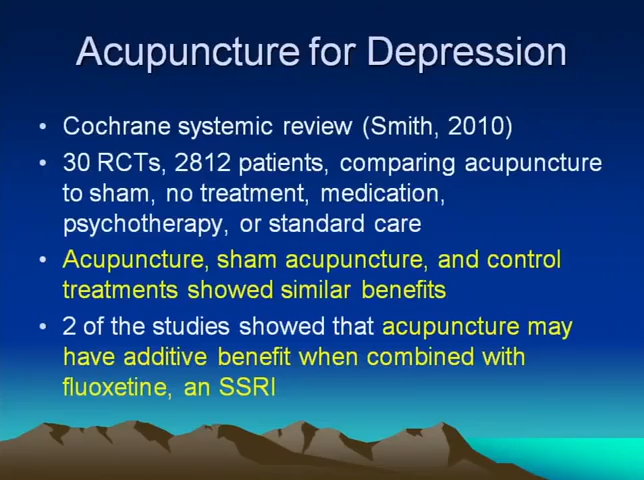 Acupuncture for Depression
• Cochrane systemic review (Smith, 2010)
• 30 RCTs, 2812 patients, comparing acupuncture
to sham, no treatment, medication,
psychotherapy, or standard care
• Acupuncture, sham acupuncture, and control
treatments showed similar benefits
• 2 of the studies showed that acupuncture may
have additive benefit when combined with
fluoxetine, an SSRI